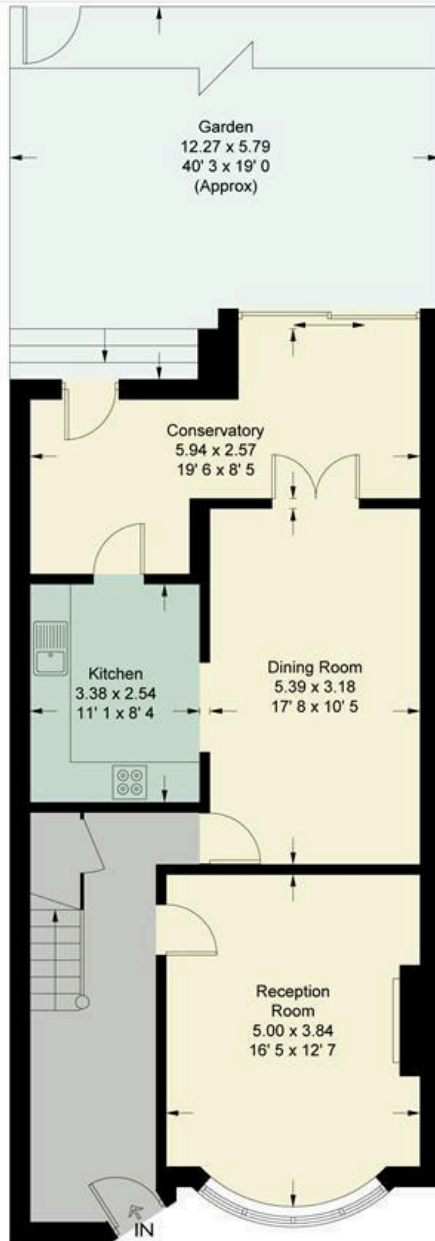 Garden
12.27 x 5.79
40' 3 x 19' 0
(Approx)
Conservatory
5.94 x 2.57
19' 6 x 8' 5
Kitchen
3.38 x 2.54
11' 1 x 8' 4
Dining Room
5.39 x 3.18
17' 8 x 10' 5
Reception
Room
5.00 x 3.84
16' 5 x 12' 7
IN